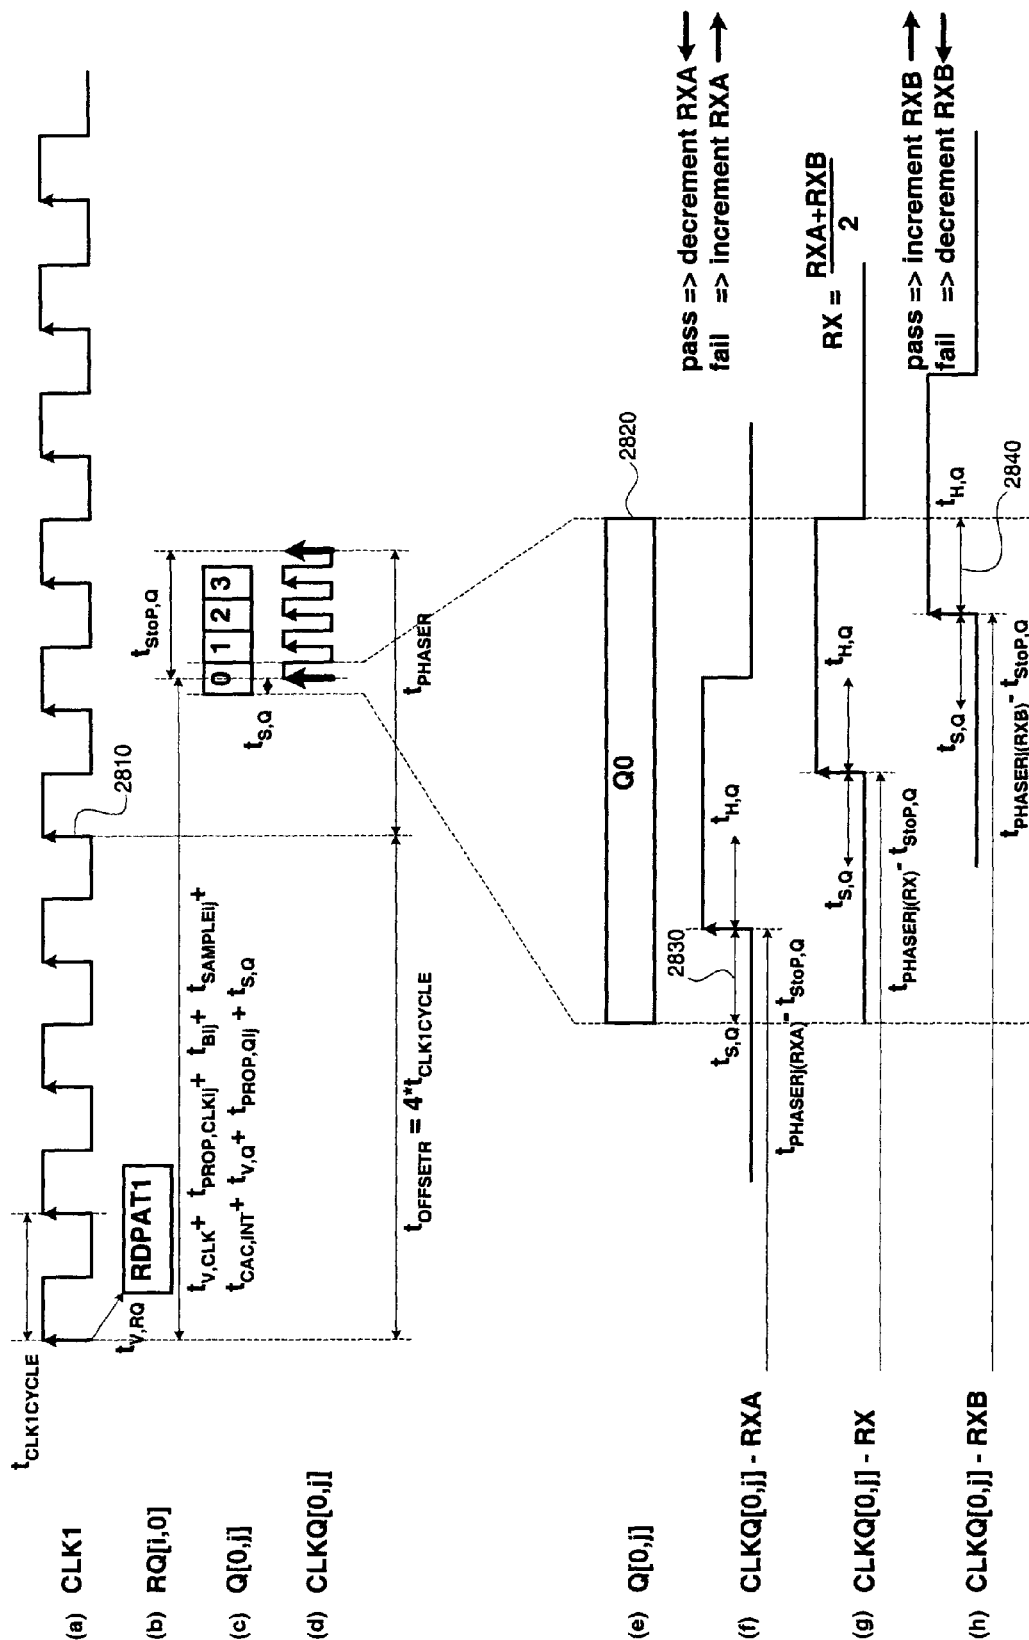 t_CLK1CYCLE
(a) CLK1
2810
t_V,RQ
(b) RQ[i,0]
RDPAT1
t_StoP,Q
t_V,CLK + t_PROP,CLKij + t_Bij + t_SAMPLEij +
t_CAC,INT + t_V,Q + t_PROP,Qij + t_S,Q
(c) Q[0,j]
0 1 2 3
t_S,Q
(d) CLKQ[0,j]
t_OFFSETR = 4*t_CLK1CYCLE
t_PHASER
(e) Q[0,j]
Q0
2820
pass => decrement RXA
fail => increment RXA
(f) CLKQ[0,j] - RXA
t_S,Q
2830
t_H,Q
t_PHASERj(RXA) - t_StoP,Q
RX = RXA+RXB
2
(g) CLKQ[0,j] - RX
t_S,Q
t_H,Q
t_PHASERj(RX) - t_StoP,Q
pass => increment RXB
fail => decrement RXB
(h) CLKQ[0,j] - RXB
t_S,Q
t_H,Q
2840
t_PHASERj(RXB) - t_StoP,Q